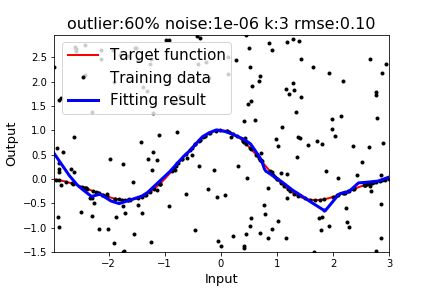 outlier:60% noise:1e-06 k:3 rmse:0.10
Target function
Training data
Fitting result
Output
2.5
2.0
1.5
1.0
0.5
0.0
−0.5
−1.0
−1.5
−2
−1
0
1
2
3
Input